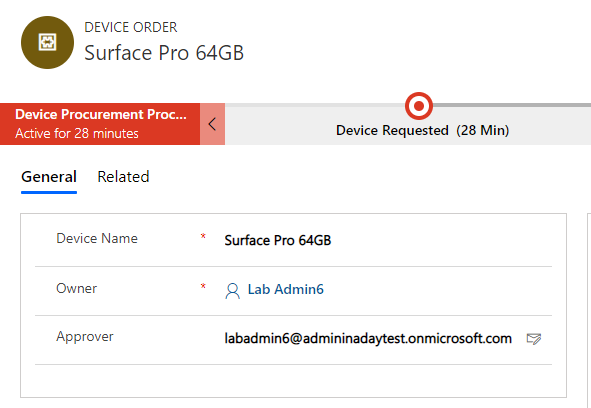 DEVICE ORDER
Surface Pro 64GB
Device Procurement Proc...
Active for 28 minutes
Device Requested (28 Min)
General Related
Device Name * Surface Pro 64GB
Owner * Lab Admin6
Approver labadmin6@admininadaytest.onmicrosoft.com